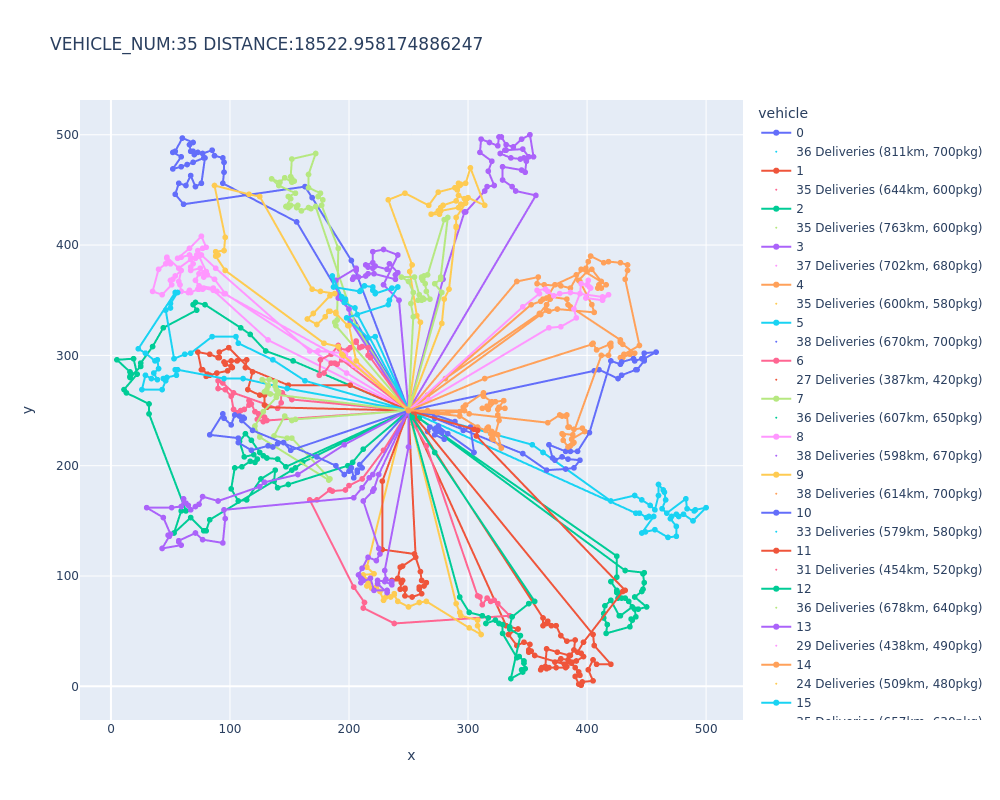 VEHICLE_NUM:35 DISTANCE:18522.958174886247
vehicle
0
36 Deliveries (811km, 700pkg)
1
35 Deliveries (644km, 600pkg)
2
35 Deliveries (763km, 600pkg)
3
37 Deliveries (702km, 680pkg)
4
35 Deliveries (600km, 580pkg)
5
38 Deliveries (670km, 700pkg)
6
27 Deliveries (387km, 420pkg)
7
36 Deliveries (607km, 650pkg)
8
38 Deliveries (598km, 670pkg)
9
38 Deliveries (614km, 700pkg)
10
33 Deliveries (579km, 580pkg)
11
31 Deliveries (454km, 520pkg)
12
36 Deliveries (678km, 640pkg)
13
29 Deliveries (438km, 490pkg)
14
24 Deliveries (509km, 480pkg)
15
500
400
300
200
100
0
y
0 100 200 300 400 500
x